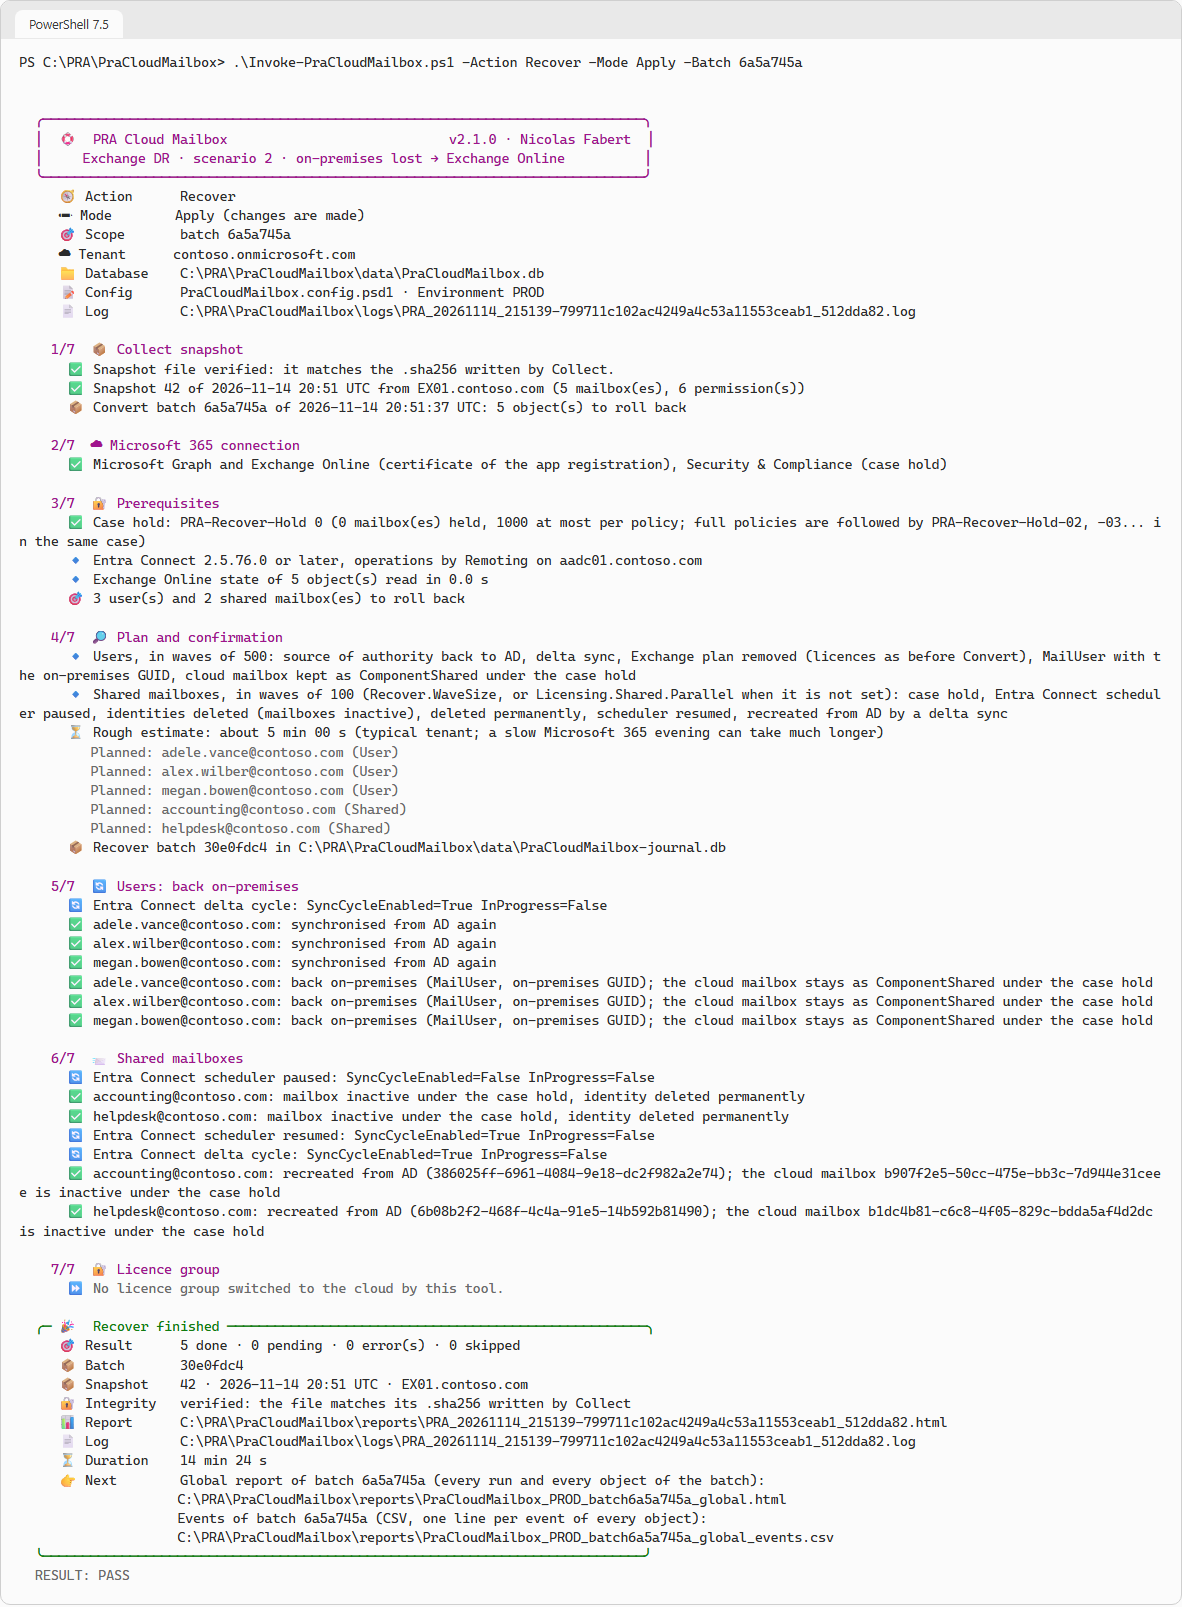 PowerShell 7.5
PS C:\PRA\PraCloudMailbox> .\Invoke-PraCloudMailbox.ps1 -Action Recover -Mode Apply -Batch 6a5a745a
PRA Cloud Mailbox v2.1.0 · Nicolas Fabert
Exchange DR · scenario 2 · on-premises lost → Exchange Online
Action Recover
Mode Apply (changes are made)
Scope batch 6a5a745a
Tenant contoso.onmicrosoft.com
Database C:\PRA\PraCloudMailbox\data\PraCloudMailbox.db
Config PraCloudMailbox.config.psd1 · Environment PROD
Log C:\PRA\PraCloudMailbox\logs\PRA_20261114_215139-799711c102ac4249a4c53a11553ceab1_512dda82.log
1/7 Collect snapshot
Snapshot file verified: it matches the .sha256 written by Collect.
Snapshot 42 of 2026-11-14 20:51 UTC from EX01.contoso.com (5 mailbox(es), 6 permission(s))
Convert batch 6a5a745a of 2026-11-14 20:51:37 UTC: 5 object(s) to roll back
2/7 Microsoft 365 connection
Microsoft Graph and Exchange Online (certificate of the app registration), Security & Compliance (case hold)
3/7 Prerequisites
Case hold: PRA-Recover-Hold 0 (0 mailbox(es) held, 1000 at most per policy; full policies are followed by PRA-Recover-Hold-02, -03... i
n the same case)
Entra Connect 2.5.76.0 or later, operations by Remoting on aadc01.contoso.com
Exchange Online state of 5 object(s) read in 0.0 s
3 user(s) and 2 shared mailbox(es) to roll back
4/7 Plan and confirmation
Users, in waves of 500: source of authority back to AD, delta sync, Exchange plan removed (licences as before Convert), MailUser with t
he on-premises GUID, cloud mailbox kept as ComponentShared under the case hold
Shared mailboxes, in waves of 100 (Recover.WaveSize, or Licensing.Shared.Parallel when it is not set): case hold, Entra Connect schedul
er paused, identities deleted (mailboxes inactive), deleted permanently, scheduler resumed, recreated from AD by a delta sync
Rough estimate: about 5 min 00 s (typical tenant; a slow Microsoft 365 evening can take much longer)
Planned: adele.vance@contoso.com (User)
Planned: alex.wilber@contoso.com (User)
Planned: megan.bowen@contoso.com (User)
Planned: accounting@contoso.com (Shared)
Planned: helpdesk@contoso.com (Shared)
Recover batch 30e0fdc4 in C:\PRA\PraCloudMailbox\data\PraCloudMailbox-journal.db
5/7 Users: back on-premises
Entra Connect delta cycle: SyncCycleEnabled=True InProgress=False
adele.vance@contoso.com: synchronised from AD again
alex.wilber@contoso.com: synchronised from AD again
megan.bowen@contoso.com: synchronised from AD again
adele.vance@contoso.com: back on-premises (MailUser, on-premises GUID); the cloud mailbox stays as ComponentShared under the case hold
alex.wilber@contoso.com: back on-premises (MailUser, on-premises GUID); the cloud mailbox stays as ComponentShared under the case hold
megan.bowen@contoso.com: back on-premises (MailUser, on-premises GUID); the cloud mailbox stays as ComponentShared under the case hold
6/7 Shared mailboxes
Entra Connect scheduler paused: SyncCycleEnabled=False InProgress=False
accounting@contoso.com: mailbox inactive under the case hold, identity deleted permanently
helpdesk@contoso.com: mailbox inactive under the case hold, identity deleted permanently
Entra Connect scheduler resumed: SyncCycleEnabled=True InProgress=False
Entra Connect delta cycle: SyncCycleEnabled=True InProgress=False
accounting@contoso.com: recreated from AD (386025ff-6961-4084-9e18-dc2f982a2e74); the cloud mailbox b907f2e5-50cc-475e-bb3c-7d944e31cee
e is inactive under the case hold
helpdesk@contoso.com: recreated from AD (6b08b2f2-468f-4c4a-91e5-14b592b81490); the cloud mailbox b1dc4b81-c6c8-4f05-829c-bdda5af4d2dc
is inactive under the case hold
7/7 Licence group
No licence group switched to the cloud by this tool.
Recover finished
Result 5 done · 0 pending · 0 error(s) · 0 skipped
Batch 30e0fdc4
Snapshot 42 · 2026-11-14 20:51 UTC · EX01.contoso.com
Integrity verified: the file matches its .sha256 written by Collect
Report C:\PRA\PraCloudMailbox\reports\PRA_20261114_215139-799711c102ac4249a4c53a11553ceab1_512dda82.html
Log C:\PRA\PraCloudMailbox\logs\PRA_20261114_215139-799711c102ac4249a4c53a11553ceab1_512dda82.log
Duration 14 min 24 s
Next Global report of batch 6a5a745a (every run and every object of the batch):
C:\PRA\PraCloudMailbox\reports\PraCloudMailbox_PROD_batch6a5a745a_global.html
Events of batch 6a5a745a (CSV, one line per event of every object):
C:\PRA\PraCloudMailbox\reports\PraCloudMailbox_PROD_batch6a5a745a_global_events.csv
RESULT: PASS